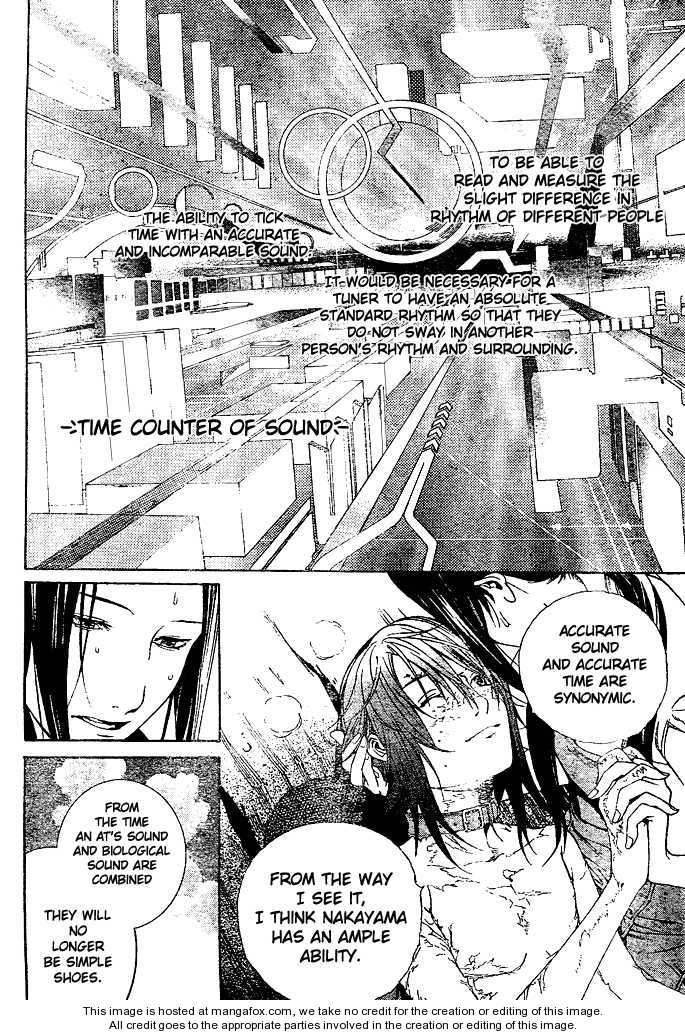 TO BE ABLE TO
READ AND MEASURE THE
SLIGHT DIFFERENCE IN
RHYTHM OF DIFFERENT PEOPLE
THE ABILITY TO TICK
TIME WITH AN ACCURATE
AND INCOMPARABLE SOUND.
IT WOULD BE NECESSARY FOR A
TUNER TO HAVE AN ABSOLUTE
STANDARD RHYTHM SO THAT THEY
DO NOT SWAY IN ANOTHER
PERSON'S RHYTHM AND SURROUNDING.
-:TIME COUNTER OF SOUND:-
ACCURATE
SOUND
AND ACCURATE
TIME ARE
SYNONYMIC.
FROM THE WAY
I SEE IT,
I THINK NAKAYAMA
HAS AN AMPLE
ABILITY.
FROM
THE TIME
AN AT'S SOUND
AND BIOLOGICAL
SOUND ARE
COMBINED
THEY WILL
NO
LONGER
BE SIMPLE
SHOES.
This image is hosted at mangafox.com, we take no credit for the creation or editing of this image.
All credit goes to the appropriate parties involved in the creation or editing of this image.